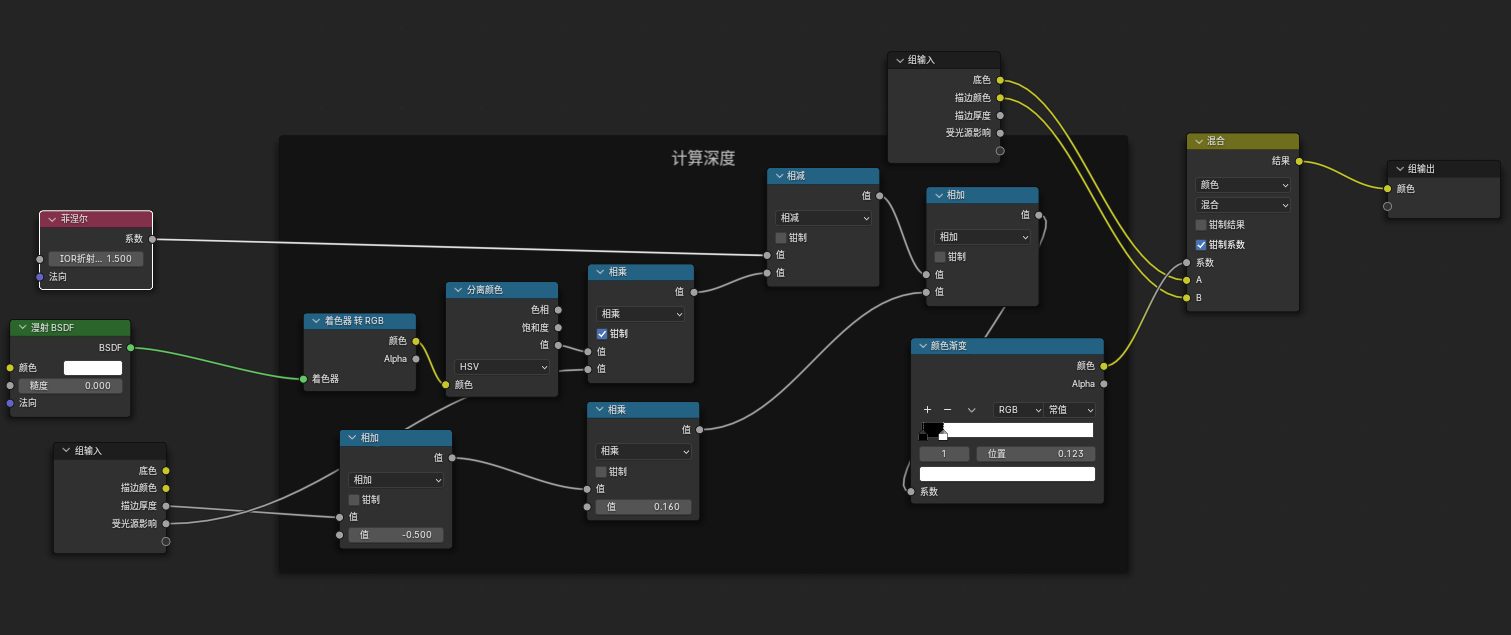 菲涅尔
系数
IOR折射... 1.500
法向
漫射 BSDF
BSDF
颜色
糙度 0.000
法向
组输入
底色
描边颜色
描边厚度
受光源影响
计算深度
着色器 转 RGB
颜色
Alpha
着色器
相加
值
相加
钳制
值
值 -0.500
分离颜色
色相
饱和度
值
HSV
颜色
相乘
值
相乘
钳制
值
值
相乘
值
相乘
钳制
值
值 0.160
相减
值
相减
钳制
值
值
组输入
底色
描边颜色
描边厚度
受光源影响
相加
值
相加
钳制
值
值
颜色渐变
颜色
Alpha
+ − RGB 常值
1 位置 0.123
系数
混合
结果
颜色
混合
钳制结果
钳制系数
系数
A
B
组输出
颜色